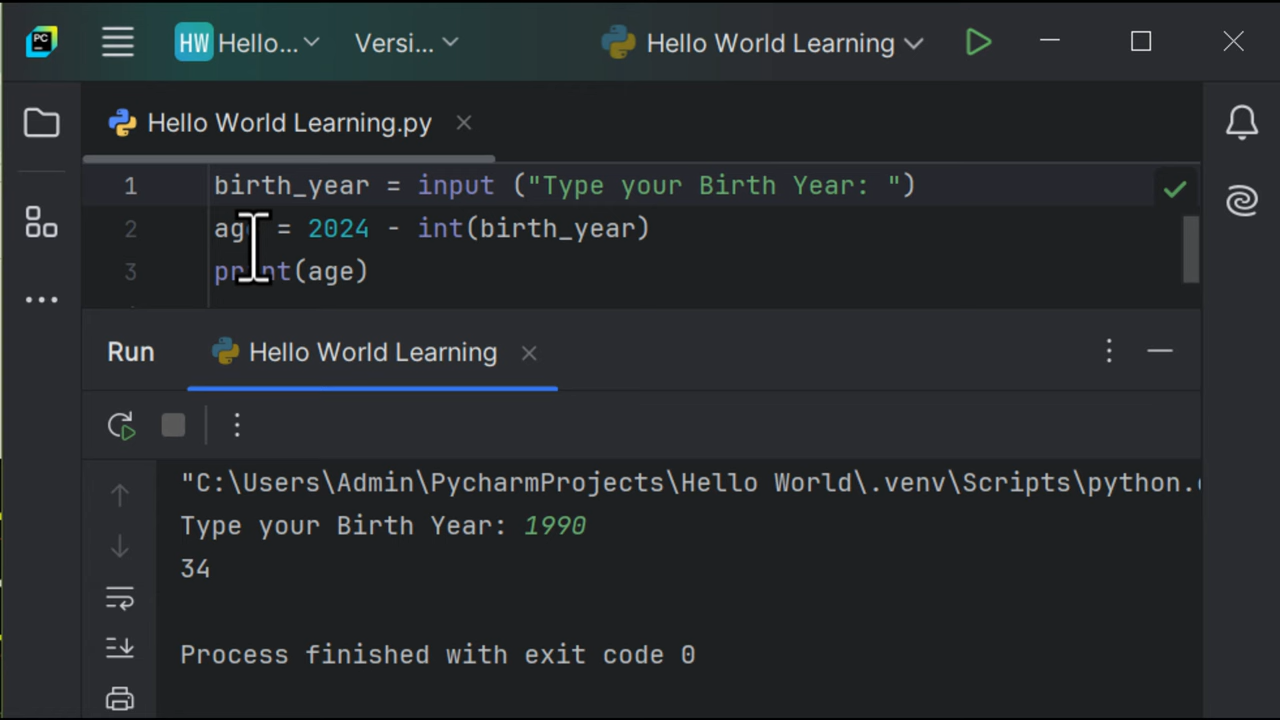 PC
HW Hello... Versi... Hello World Learning
Hello World Learning.py
1 birth_year = input ("Type your Birth Year: ")
2 age = 2024 - int(birth_year)
3 print(age)
Run Hello World Learning
"C:\Users\Admin\PycharmProjects\Hello World\.venv\Scripts\python.
Type your Birth Year: 1990
34
Process finished with exit code 0